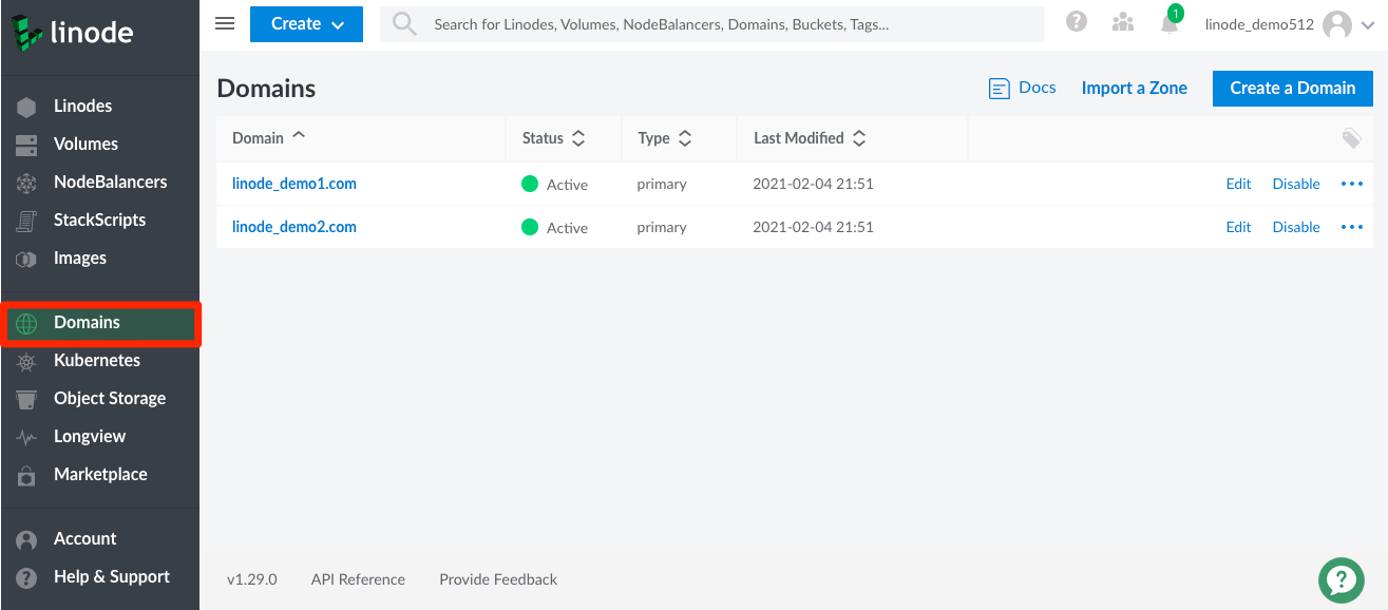 linode
Create
Search for Linodes, Volumes, NodeBalancers, Domains, Buckets, Tags...
1
linode_demo512
Linodes
Volumes
NodeBalancers
StackScripts
Images
Domains
Kubernetes
Object Storage
Longview
Marketplace
Account
Help & Support
Domains
Docs
Import a Zone
Create a Domain
Domain Status Type Last Modified
linode_demo1.com Active primary 2021-02-04 21:51 Edit Disable
linode_demo2.com Active primary 2021-02-04 21:51 Edit Disable
v1.29.0 API Reference Provide Feedback